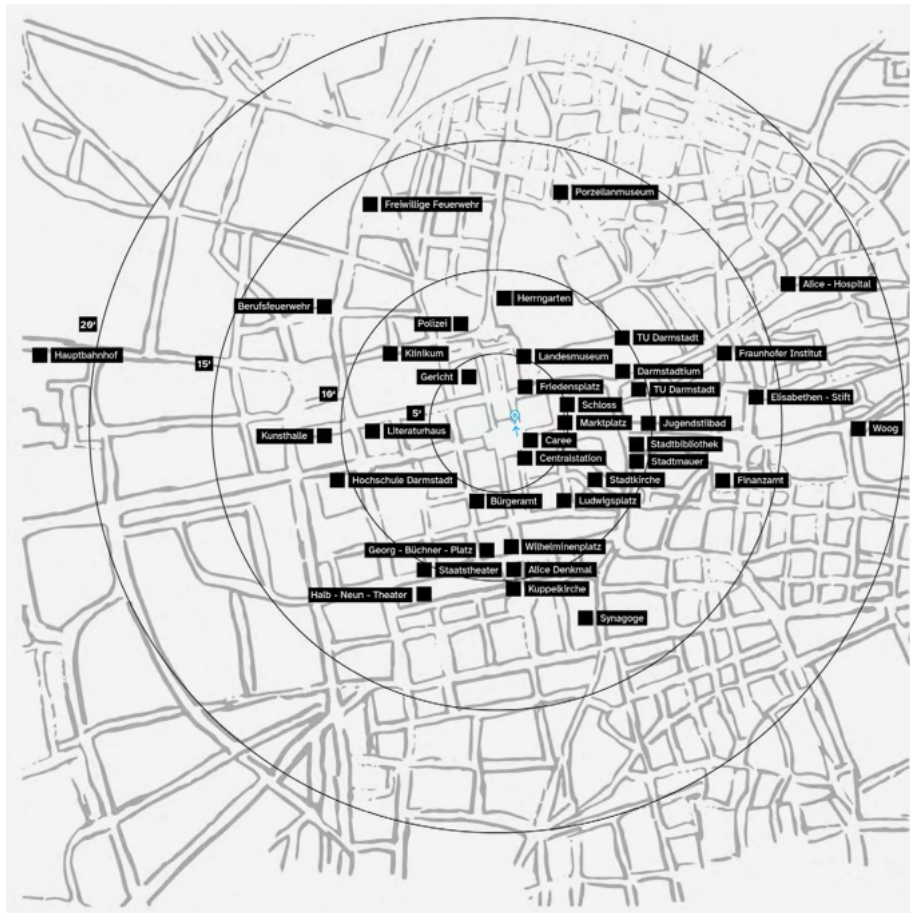 Porzellanmuseum
Freiwillige Feuerwehr
Alice - Hospital
Herrngarten
Berufsfeuerwehr
20'
Polizei
TU Darmstadt
Hauptbahnhof
Klinikum
Landesmuseum
Fraunhofer Institut
15'
Gericht
Darmstadtium
Friedensplatz
TU Darmstadt
10'
Elisabethen - Stift
Schloss
5'
Marktplatz
Jugendstilbad
Woog
Kunsthalle
Literaturhaus
Caree
Stadtbibliothek
Centralstation
Stadtmauer
Hochschule Darmstadt
Stadtkirche
Finanzamt
Bürgeramt
Ludwigsplatz
Georg - Büchner - Platz
Wilhelminenplatz
Staatstheater
Alice Denkmal
Halb - Neun - Theater
Kuppelkirche
Synagoge